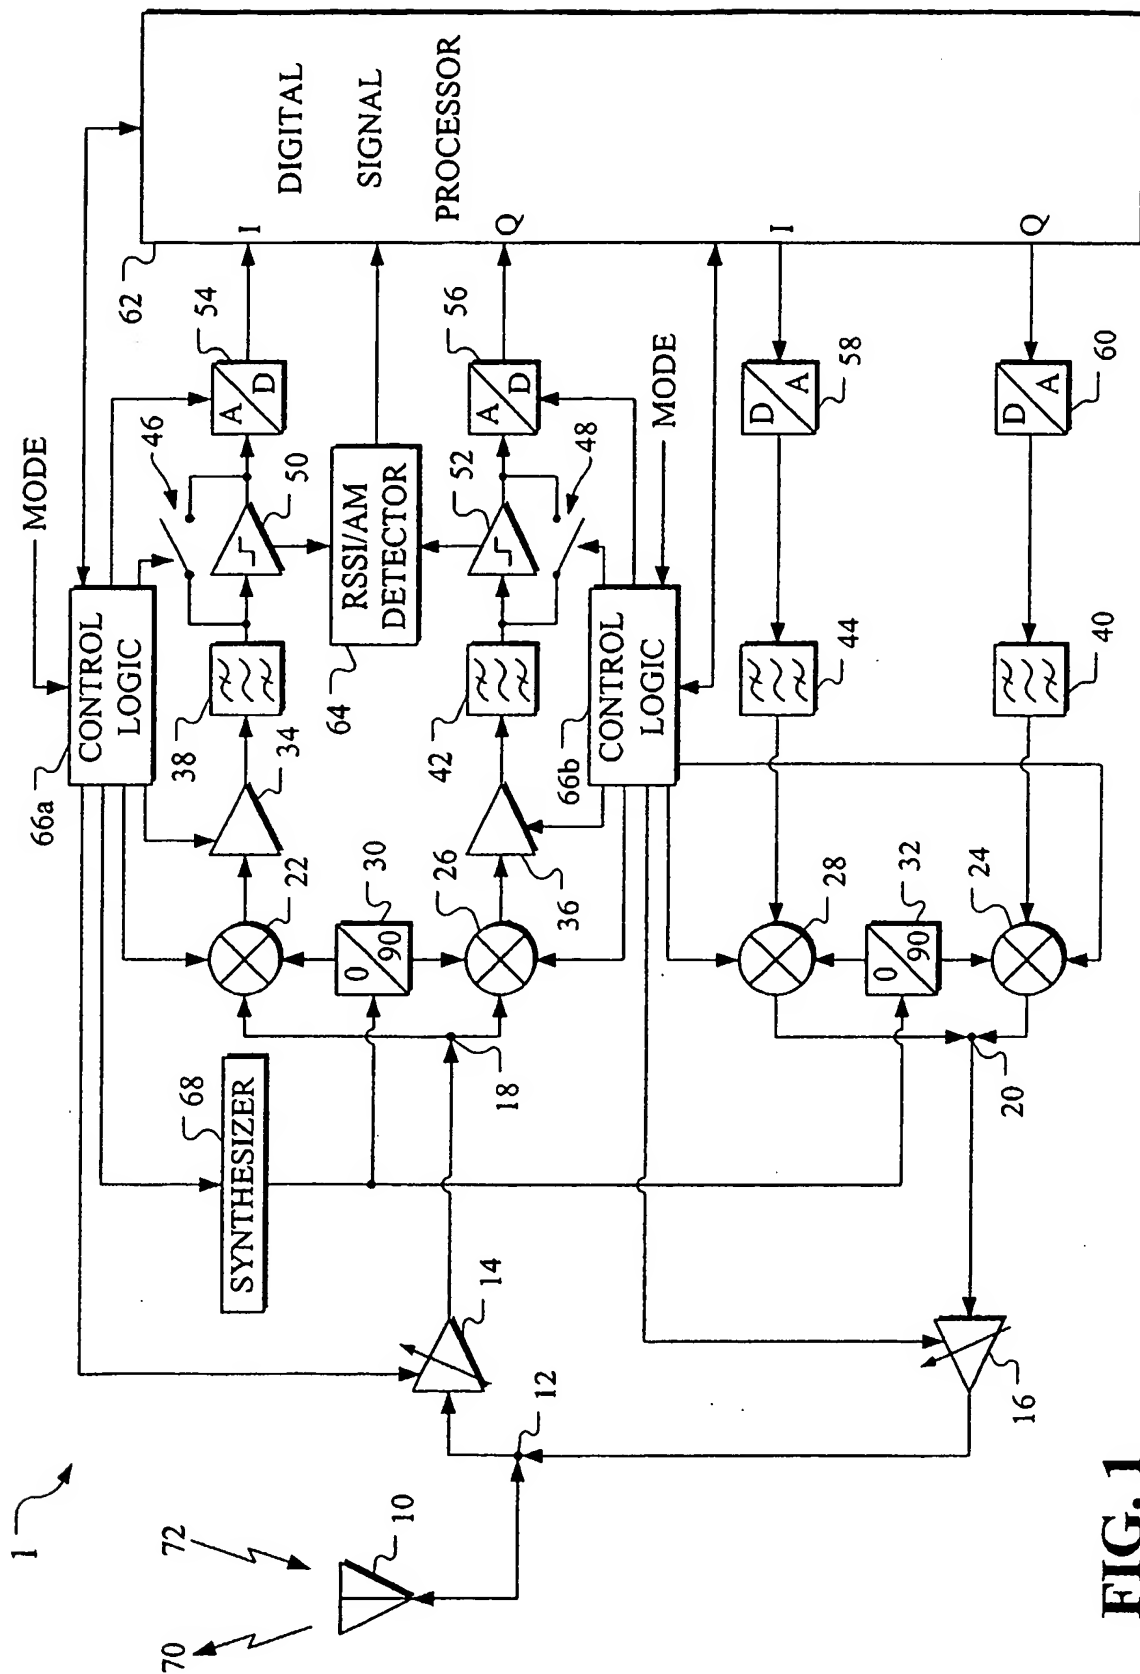 1
72
70
10
12
14
16
66a
MODE
CONTROL
LOGIC
SYNTHESIZER
68
18
20
22
0
90
30
26
36
34
38
42
46
50
RSSI/AM
DETECTOR
64
52
48
66b
CONTROL
LOGIC
MODE
A
D
54
A
D
56
62
I
Q
I
Q
DIGITAL
SIGNAL
PROCESSOR
28
0
90
32
24
44
40
D
A
58
D
A
60
FIG. 1